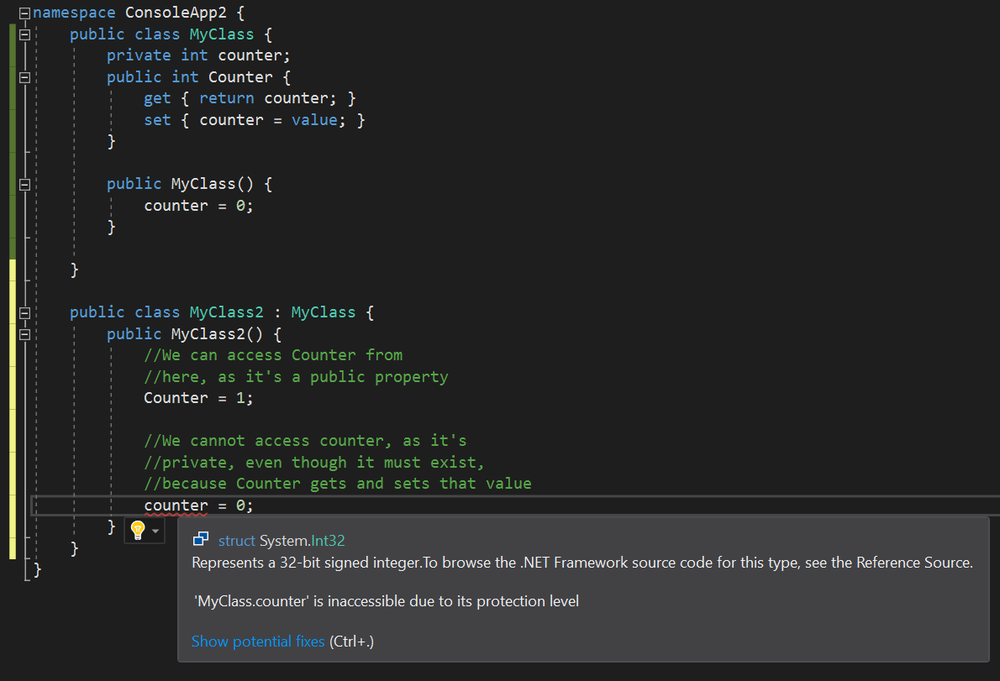 namespace ConsoleApp2 {
public class MyClass {
private int counter;
public int Counter {
get { return counter; }
set { counter = value; }
}
public MyClass() {
counter = 0;
}
}
public class MyClass2 : MyClass {
public MyClass2() {
//We can access Counter from
//here, as it's a public property
Counter = 1;
//We cannot access counter, as it's
//private, even though it must exist,
//because Counter gets and sets that value
counter = 0;
}
}
}
struct System.Int32
Represents a 32-bit signed integer.To browse the .NET Framework source code for this type, see the Reference Source.
'MyClass.counter' is inaccessible due to its protection level
Show potential fixes (Ctrl+.)